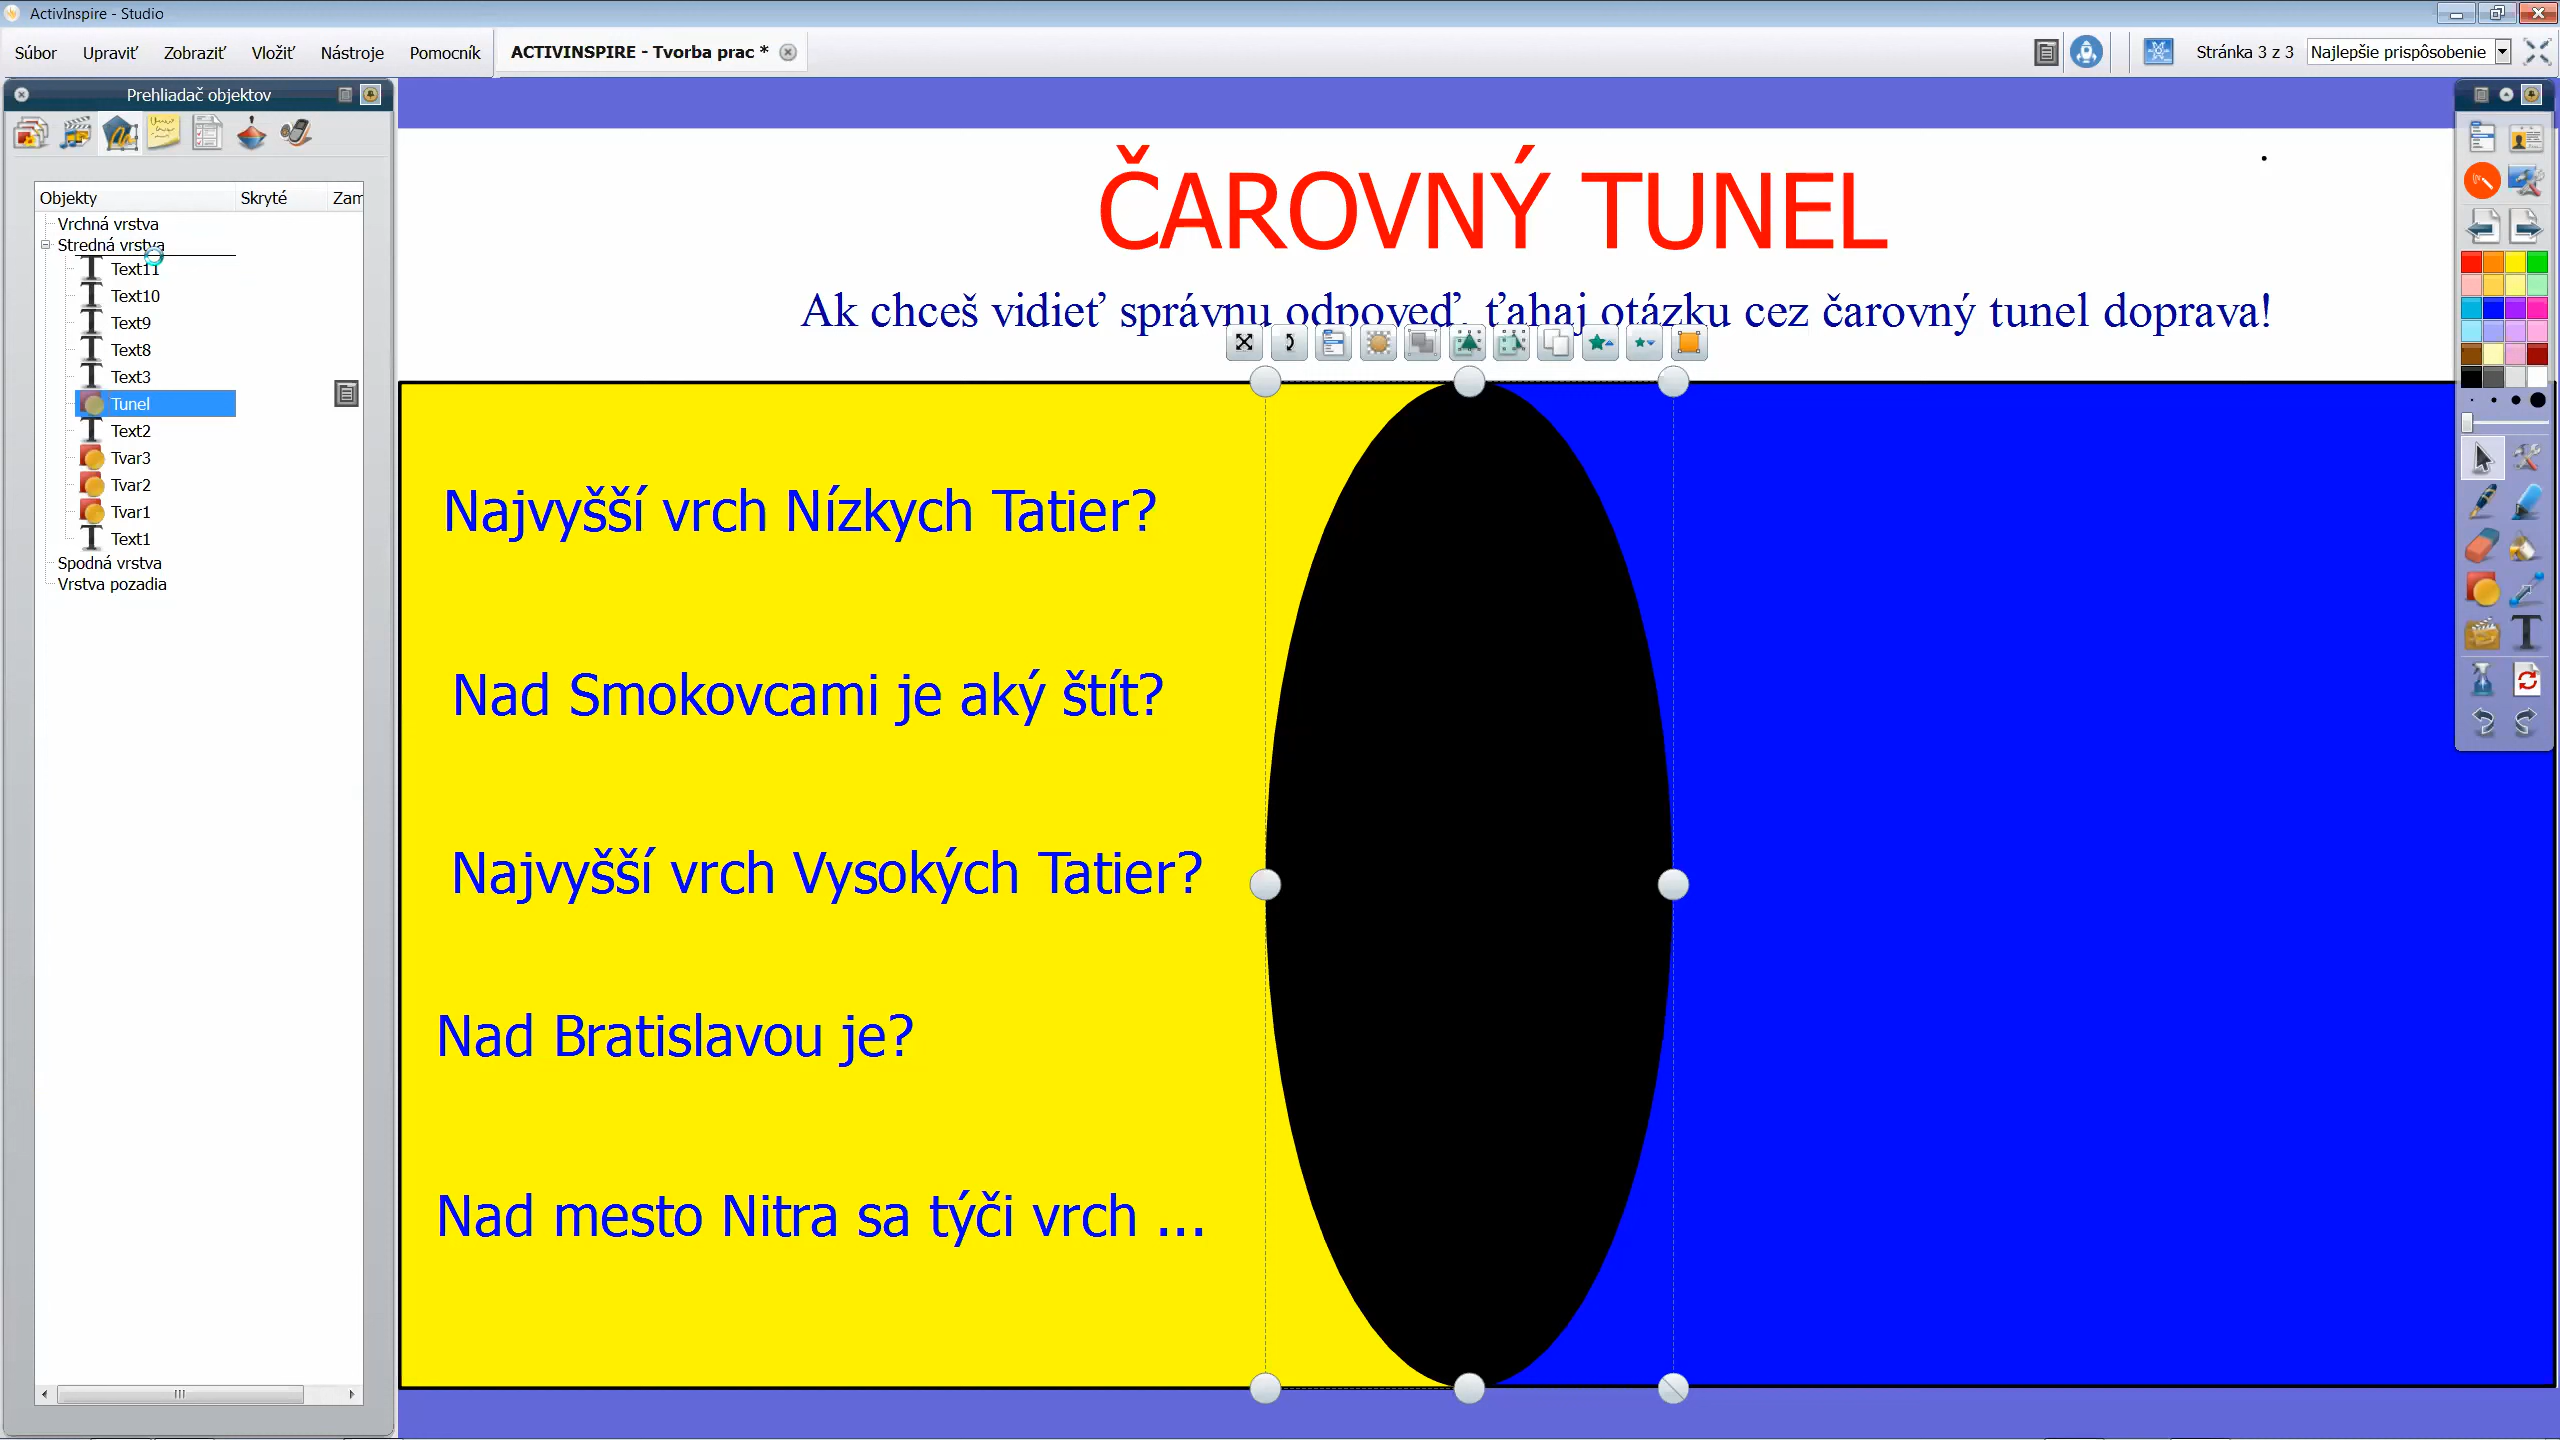 ActivInspire - Studio
Súbor Upraviť Zobraziť Vložiť Nástroje Pomocník ACTIVINSPIRE - Tvorba prac * Stránka 3 z 3 Najlepšie prispôsobenie
Prehliadač objektov
Objekty Skryté Zam
Vrchná vrstva
Stredná vrstva
Text11
Text10
Text9
Text8
Text3
Tunel
Text2
Tvar3
Tvar2
Tvar1
Text1
Spodná vrstva
Vrstva pozadia
ČAROVNÝ TUNEL
Ak chceš vidieť správnu odpoveď, ťahaj otázku cez čarovný tunel doprava!
Najvyšší vrch Nízkych Tatier?
Nad Smokovcami je aký štít?
Najvyšší vrch Vysokých Tatier?
Nad Bratislavou je?
Nad mesto Nitra sa týči vrch ...